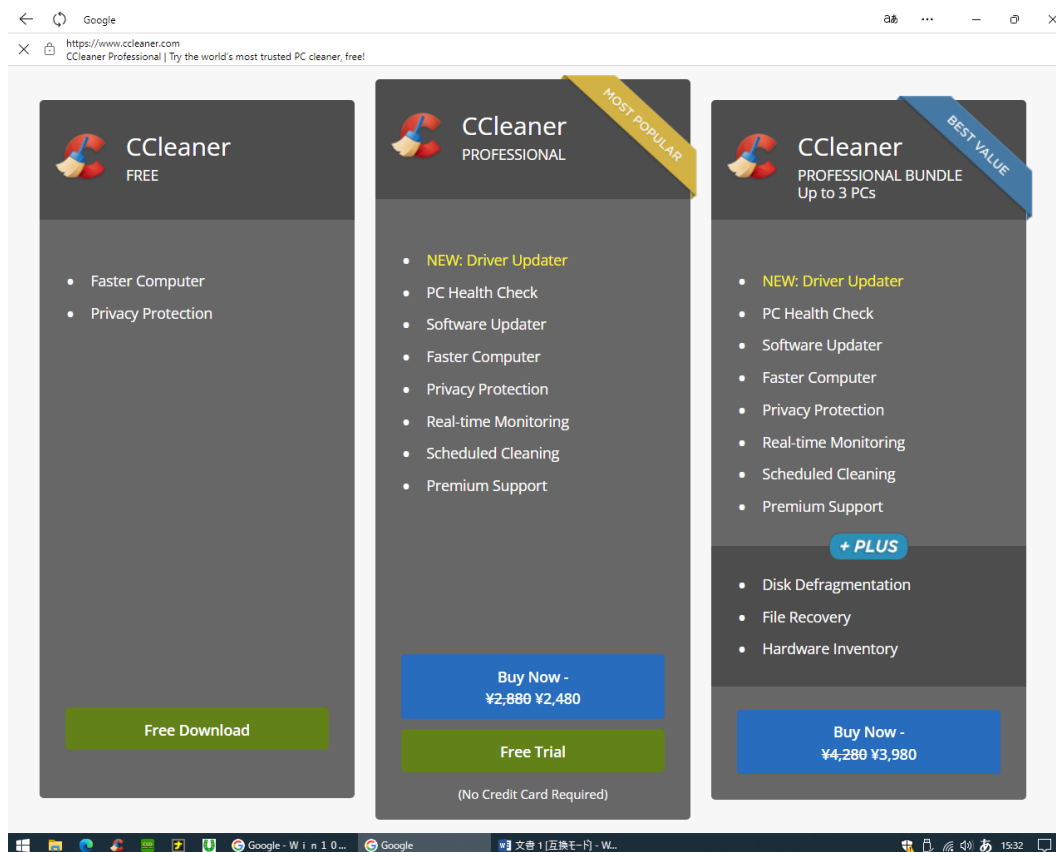 Google
aあ
https://www.ccleaner.com
CCleaner Professional | Try the world's most trusted PC cleaner, free!
CCleaner
FREE
Faster Computer
Privacy Protection
Free Download
MOST POPULAR
CCleaner
PROFESSIONAL
NEW: Driver Updater
PC Health Check
Software Updater
Faster Computer
Privacy Protection
Real-time Monitoring
Scheduled Cleaning
Premium Support
Buy Now -
¥2,880 ¥2,480
Free Trial
(No Credit Card Required)
BEST VALUE
CCleaner
PROFESSIONAL BUNDLE
Up to 3 PCs
NEW: Driver Updater
PC Health Check
Software Updater
Faster Computer
Privacy Protection
Real-time Monitoring
Scheduled Cleaning
Premium Support
+ PLUS
Disk Defragmentation
File Recovery
Hardware Inventory
Buy Now -
¥4,280 ¥3,980
Google - Ｗｉｎ１０...
Google
文書 1 [互換モード] - W...
あ
15:32